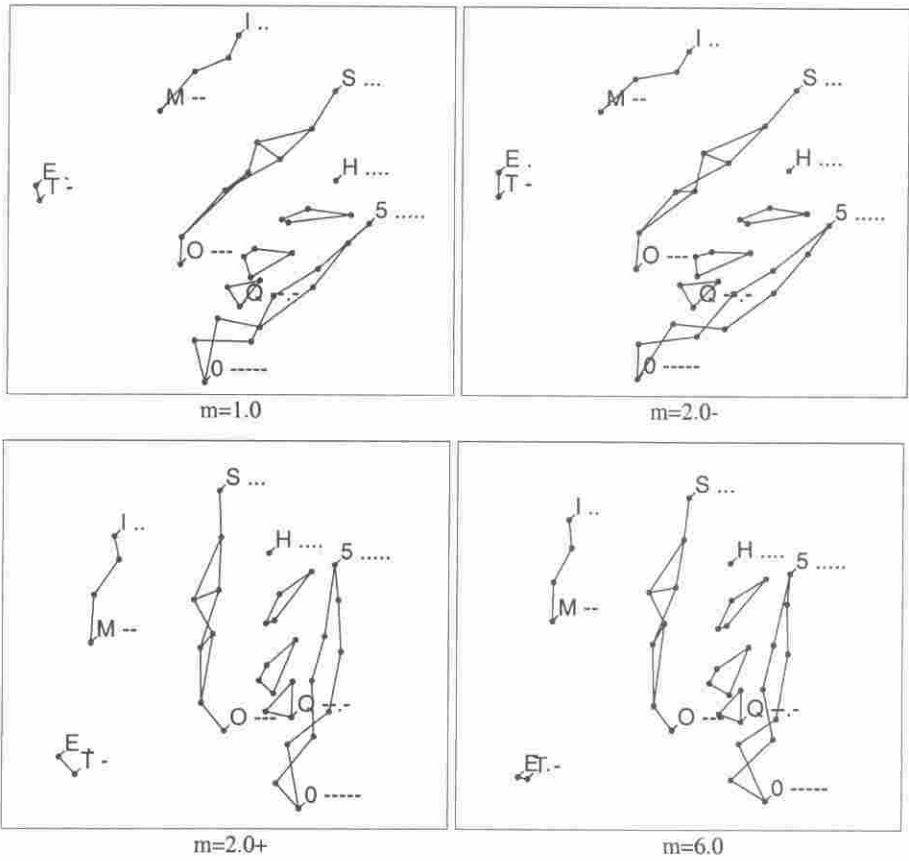 I ..
S ...
M --
E .
T -
H ....
5 .....
O ---
Q --.-
0 -----
m=1.0
I ..
S ...
M --
E .
T -
H ....
5 .....
O ---
Q --.-
0 -----
m=2.0-
S ...
I ..
H ....
5 .....
M --
O ---
Q --.-
E .
T -
0 -----
m=2.0+
S ...
I ..
H ....
5 .....
M --
O ---
Q --.-
E .
T -
0 -----
m=6.0